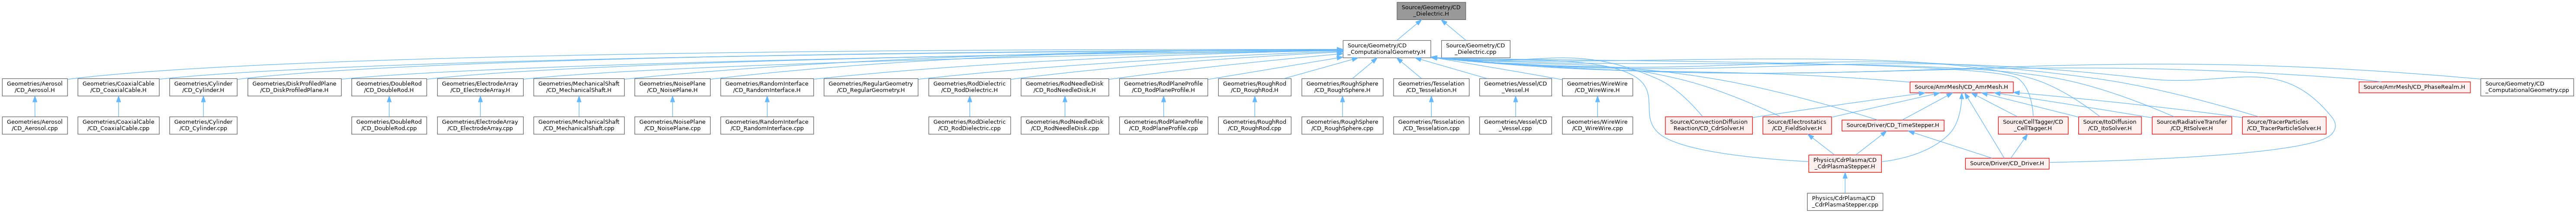 Source/Geometry/CD
_Dielectric.H
Source/Geometry/CD
_ComputationalGeometry.H
Source/Geometry/CD
_Dielectric.cpp
Geometries/Aerosol
/CD_Aerosol.H
Geometries/CoaxialCable
/CD_CoaxialCable.H
Geometries/Cylinder
/CD_Cylinder.H
Geometries/DiskProfiledPlane
/CD_DiskProfiledPlane.H
Geometries/DoubleRod
/CD_DoubleRod.H
Geometries/ElectrodeArray
/CD_ElectrodeArray.H
Geometries/MechanicalShaft
/CD_MechanicalShaft.H
Geometries/NoisePlane
/CD_NoisePlane.H
Geometries/RandomInterface
/CD_RandomInterface.H
Geometries/RegularGeometry
/CD_RegularGeometry.H
Geometries/RodDielectric
/CD_RodDielectric.H
Geometries/RodNeedleDisk
/CD_RodNeedleDisk.H
Geometries/RodPlaneProfile
/CD_RodPlaneProfile.H
Geometries/RoughRod
/CD_RoughRod.H
Geometries/RoughSphere
/CD_RoughSphere.H
Geometries/Tesselation
/CD_Tesselation.H
Geometries/Vessel/CD
_Vessel.H
Geometries/WireWire
/CD_WireWire.H
Source/AmrMesh/CD_AmrMesh.H
Source/AmrMesh/CD_PhaseRealm.H
Source/Geometry/CD
_ComputationalGeometry.cpp
Geometries/Aerosol
/CD_Aerosol.cpp
Geometries/CoaxialCable
/CD_CoaxialCable.cpp
Geometries/Cylinder
/CD_Cylinder.cpp
Geometries/DoubleRod
/CD_DoubleRod.cpp
Geometries/ElectrodeArray
/CD_ElectrodeArray.cpp
Geometries/MechanicalShaft
/CD_MechanicalShaft.cpp
Geometries/NoisePlane
/CD_NoisePlane.cpp
Geometries/RandomInterface
/CD_RandomInterface.cpp
Geometries/RodDielectric
/CD_RodDielectric.cpp
Geometries/RodNeedleDisk
/CD_RodNeedleDisk.cpp
Geometries/RodPlaneProfile
/CD_RodPlaneProfile.cpp
Geometries/RoughRod
/CD_RoughRod.cpp
Geometries/RoughSphere
/CD_RoughSphere.cpp
Geometries/Tesselation
/CD_Tesselation.cpp
Geometries/Vessel/CD
_Vessel.cpp
Geometries/WireWire
/CD_WireWire.cpp
Source/ConvectionDiffusion
Reaction/CD_CdrSolver.H
Source/Electrostatics
/CD_FieldSolver.H
Source/Driver/CD_TimeStepper.H
Source/CellTagger/CD
_CellTagger.H
Source/ItoDiffusion
/CD_ItoSolver.H
Source/RadiativeTransfer
/CD_RtSolver.H
Source/TracerParticles
/CD_TracerParticleSolver.H
Physics/CdrPlasma/CD
_CdrPlasmaStepper.H
Source/Driver/CD_Driver.H
Physics/CdrPlasma/CD
_CdrPlasmaStepper.cpp